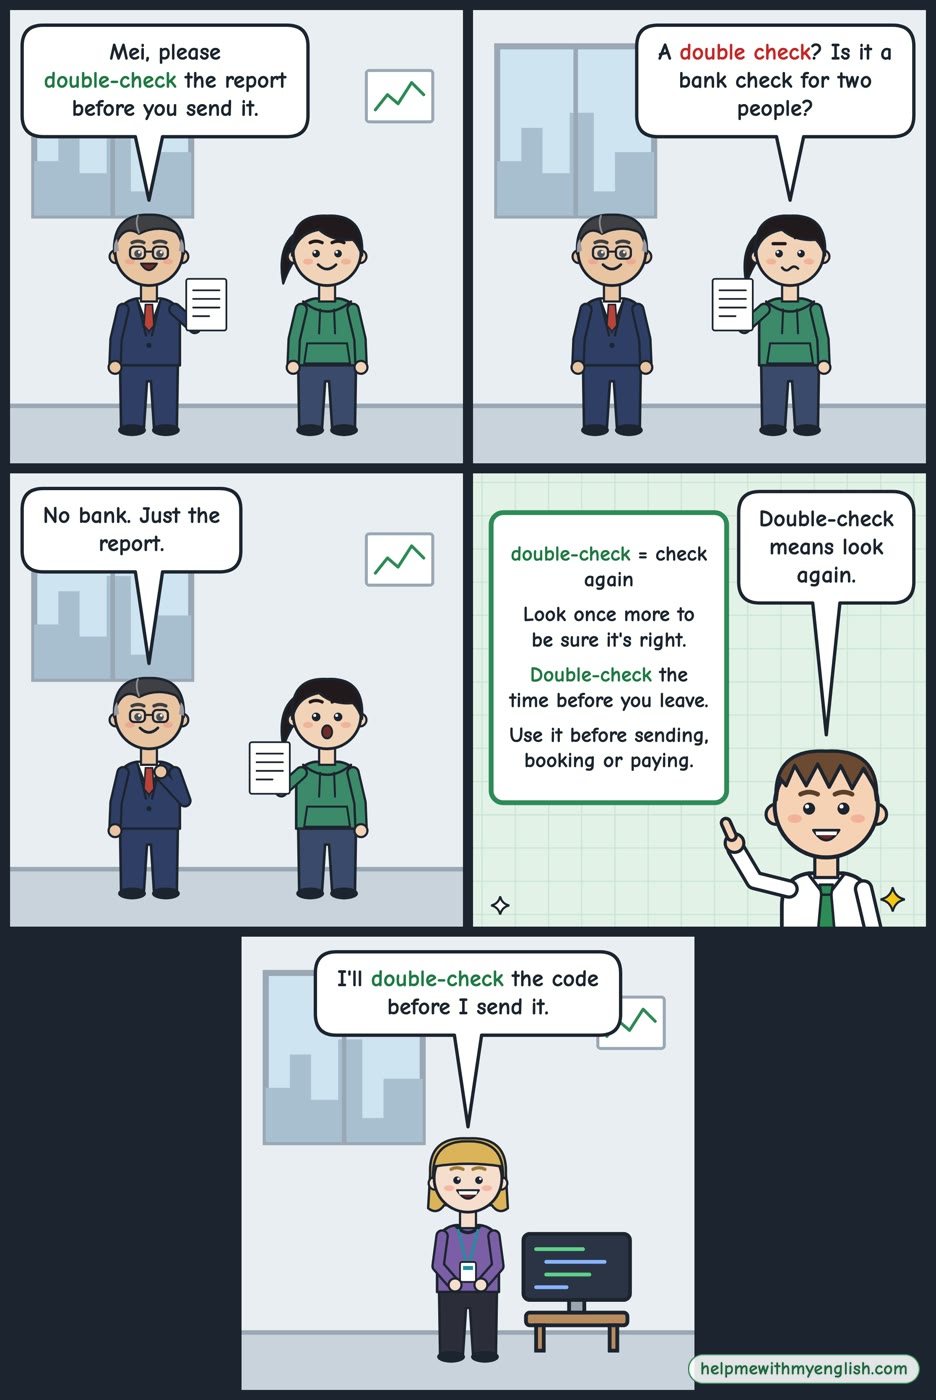 Mei, please
double-check the report
before you send it.
A double check? Is it a
bank check for two
people?
No bank. Just the
report.
double-check = check
again
Look once more to
be sure it's right.
Double-check the
time before you leave.
Use it before sending,
booking or paying.
Double-check
means look
again.
I'll double-check the code
before I send it.
helpmewithmyenglish.com